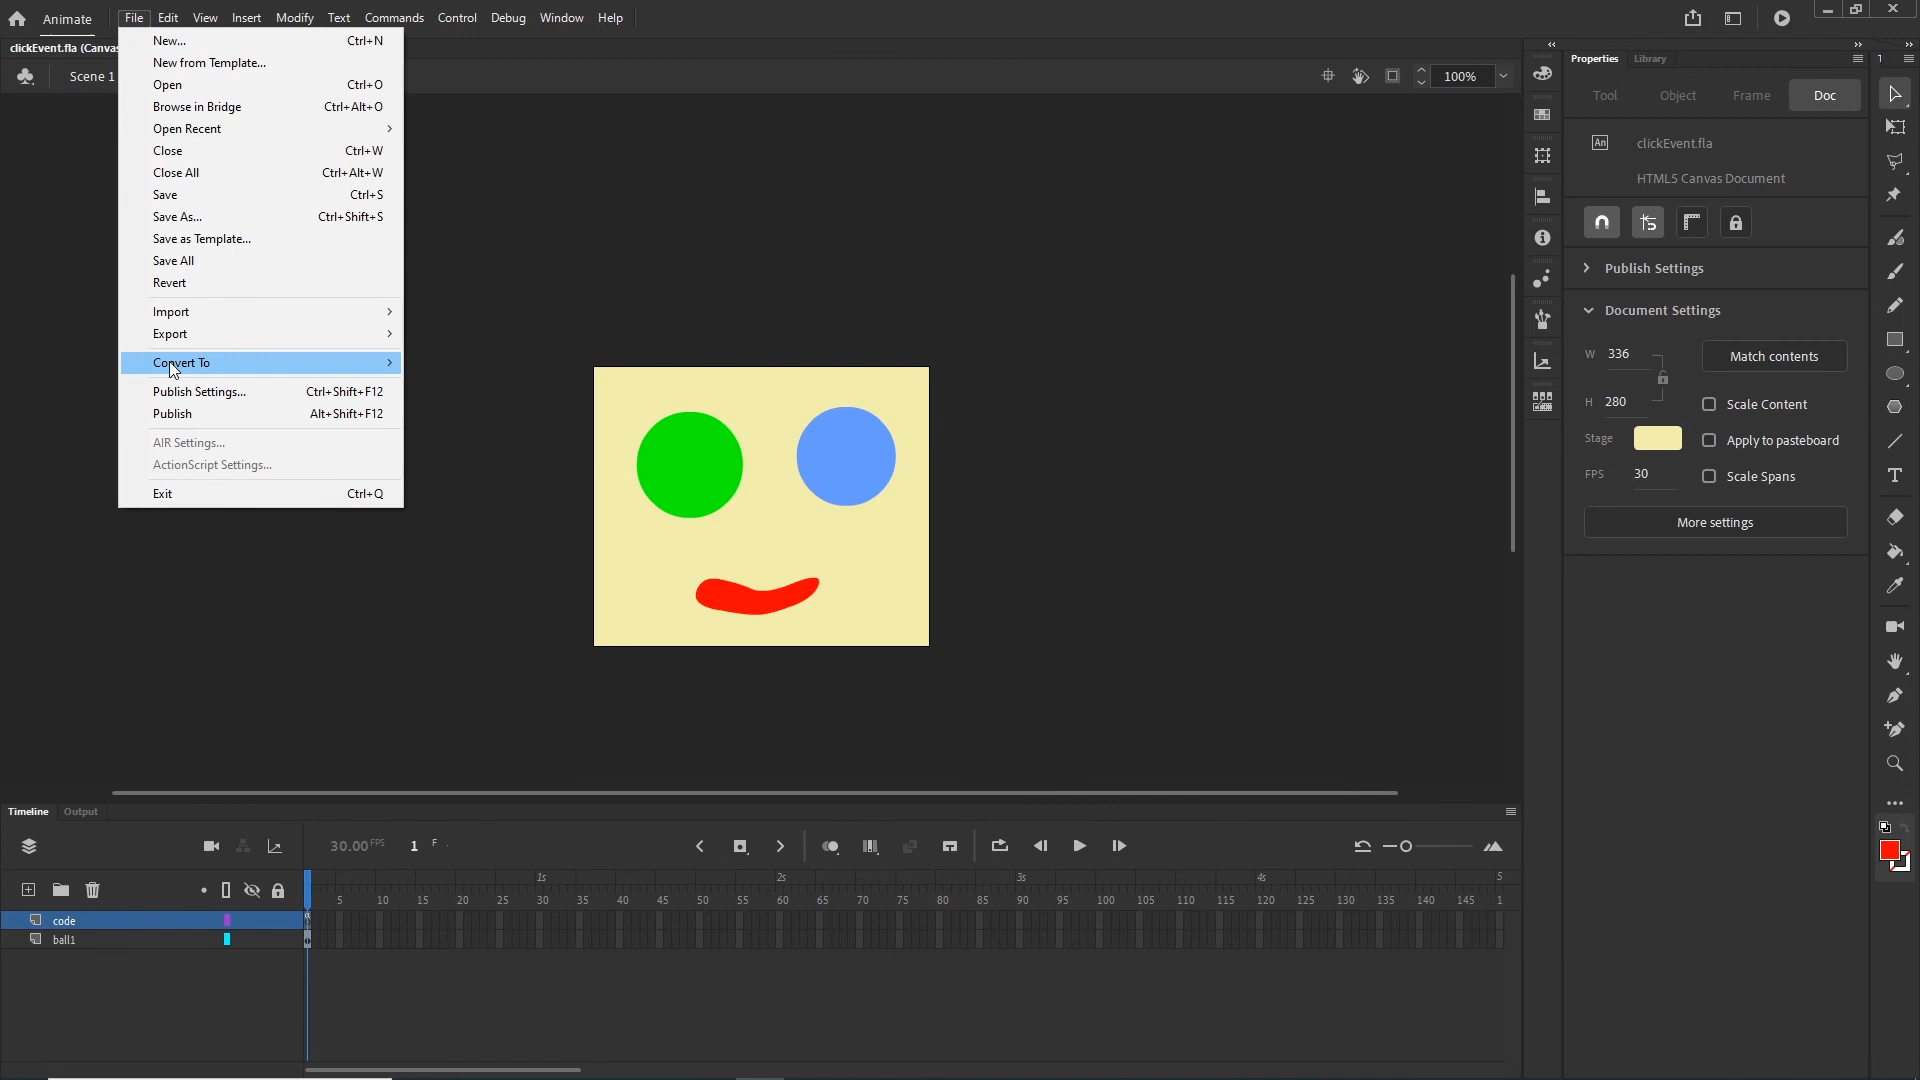 Animate
File Edit View Insert Modify Text Commands Control Debug Window Help
clickEvent.fla (Canvas
Scene 1
100%
New... Ctrl+N
New from Template...
Open Ctrl+O
Browse in Bridge Ctrl+Alt+O
Open Recent
Close Ctrl+W
Close All Ctrl+Alt+W
Save Ctrl+S
Save As... Ctrl+Shift+S
Save as Template...
Save All
Revert
Import
Export
Convert To
Publish Settings... Ctrl+Shift+F12
Publish Alt+Shift+F12
AIR Settings...
ActionScript Settings...
Exit Ctrl+Q
Properties Library
Tool Object Frame Doc
An clickEvent.fla
HTML5 Canvas Document
Publish Settings
Document Settings
W 336 Match contents
H 280 Scale Content
Stage Apply to pasteboard
FPS 30 Scale Spans
More settings
Timeline Output
30.00 FPS 1 F
1s 2s 3s 4s 5
5 10 15 20 25 30 35 40 45 50 55 60 65 70 75 80 85 90 95 100 105 110 115 120 125 130 135 140 145 1
code
ball1